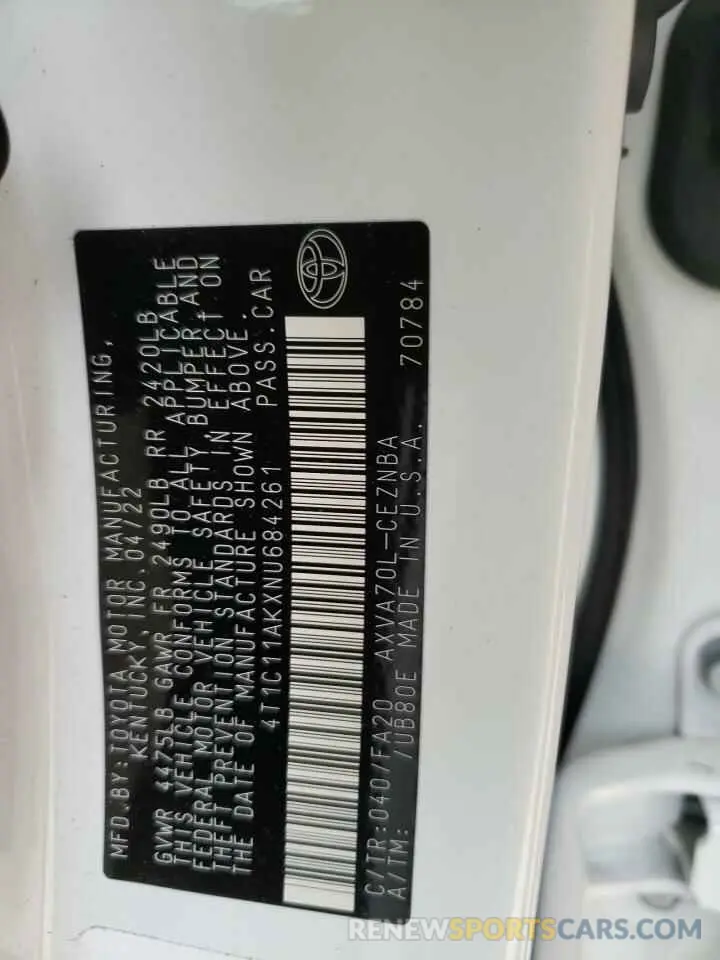 MFD.BY:TOYOTA MOTOR MANUFACTURING,
KENTUCKY, INC.04/22
GVWR 4475LB GAWR FR 2490LB RR 2420LB
THIS VEHICLE CONFORMS TO ALL APPLICABLE
FEDERAL MOTOR VEHICLE SAFETY, BUMPER, AND
THEFT PREVENTION STANDARDS IN EFFECT ON
THE DATE OF MANUFACTURE SHOWN ABOVE.
4T1C11AKXNU684261 PASS.CAR
C/TR:040/FA20 AXVA70L-CEZNBA
A/TM: /UB80E MADE IN U.S.A. 70784
RENEWSPORTSCARS.COM